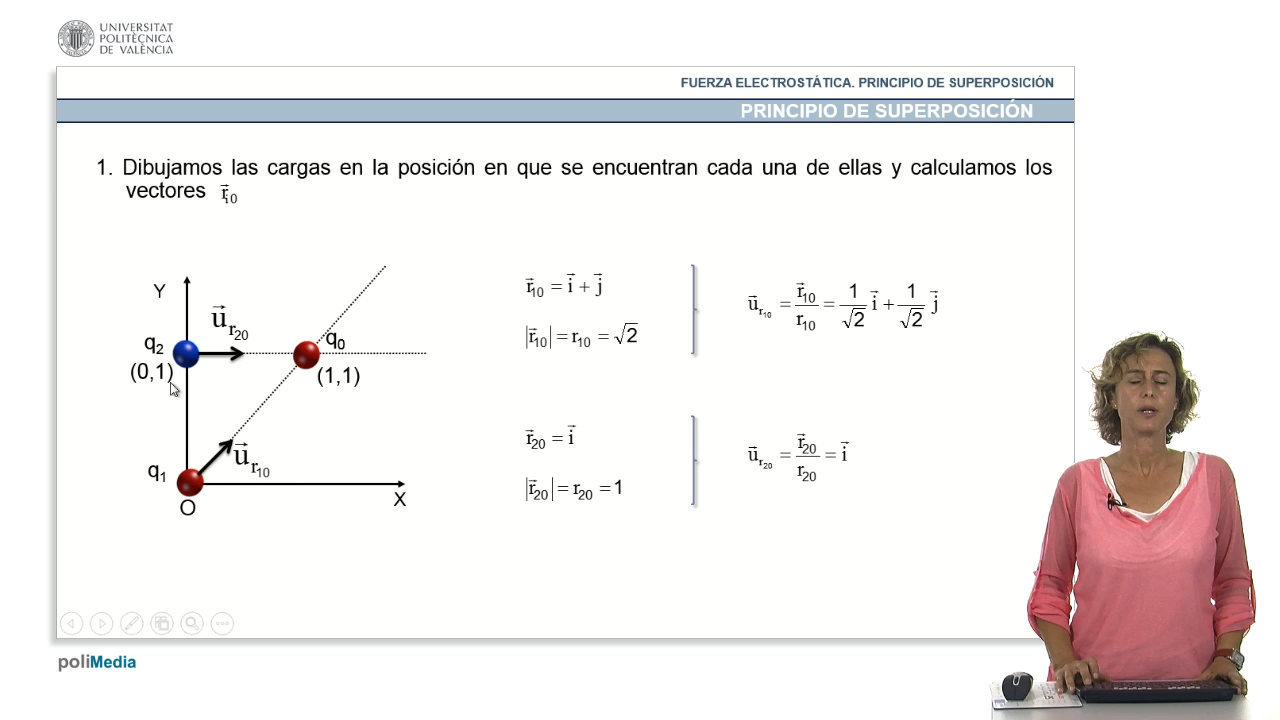 UNIVERSITAT
POLITÈCNICA
DE VALÈNCIA
FUERZA ELECTROSTÁTICA. PRINCIPIO DE SUPERPOSICIÓN
PRINCIPIO DE SUPERPOSICIÓN
1. Dibujamos las cargas en la posición en que se encuentran cada una de ellas y calculamos los
vectores r⃗i0
Y
u⃗r20
q2
(0,1)
q0
(1,1)
q1
u⃗r10
O
X
r⃗10 = i⃗ + j⃗
|r⃗10| = r10 = √2
u⃗r10 = r⃗10/r10 = 1/√2 i⃗ + 1/√2 j⃗
r⃗20 = i⃗
|r⃗20| = r20 = 1
u⃗r20 = r⃗20/r20 = i⃗
poliMedia